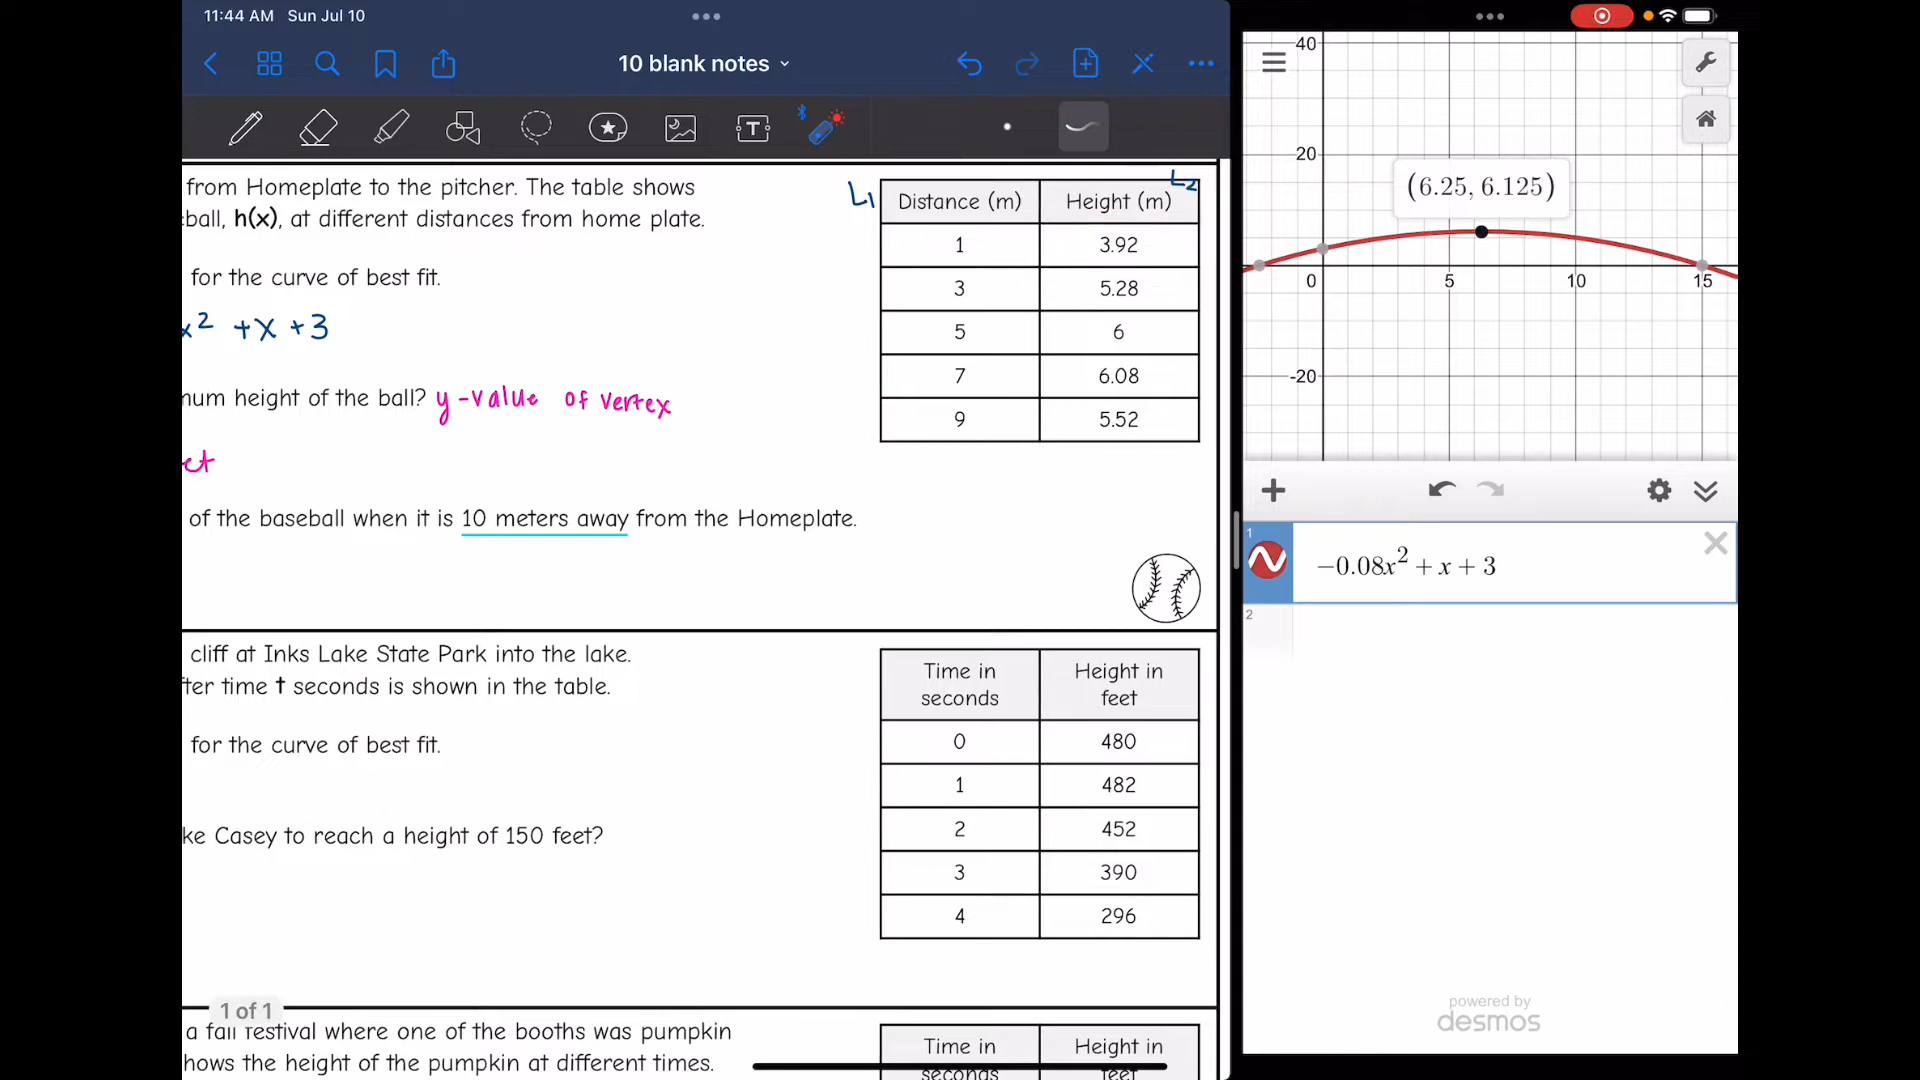 11:44 AM Sun Jul 10
10 blank notes
from Homeplate to the pitcher. The table shows
ball, h(x), at different distances from home plate.
for the curve of best fit.
x² + x + 3
num height of the ball? y-value of vertex
et
of the baseball when it is 10 meters away from the Homeplate.
L1
L2
Distance (m) Height (m)
1 3.92
3 5.28
5 6
7 6.08
9 5.52
cliff at Inks Lake State Park into the lake.
fter time t seconds is shown in the table.
for the curve of best fit.
ke Casey to reach a height of 150 feet?
Time in seconds Height in feet
0 480
1 482
2 452
3 390
4 296
1 of 1
a fall festival where one of the booths was pumpkin
hows the height of the pumpkin at different times.
Time in Height in
seconds feet
40
20
(6.25, 6.125)
0 5 10 15
-20
1
−0.08x² + x + 3
2
powered by
desmos